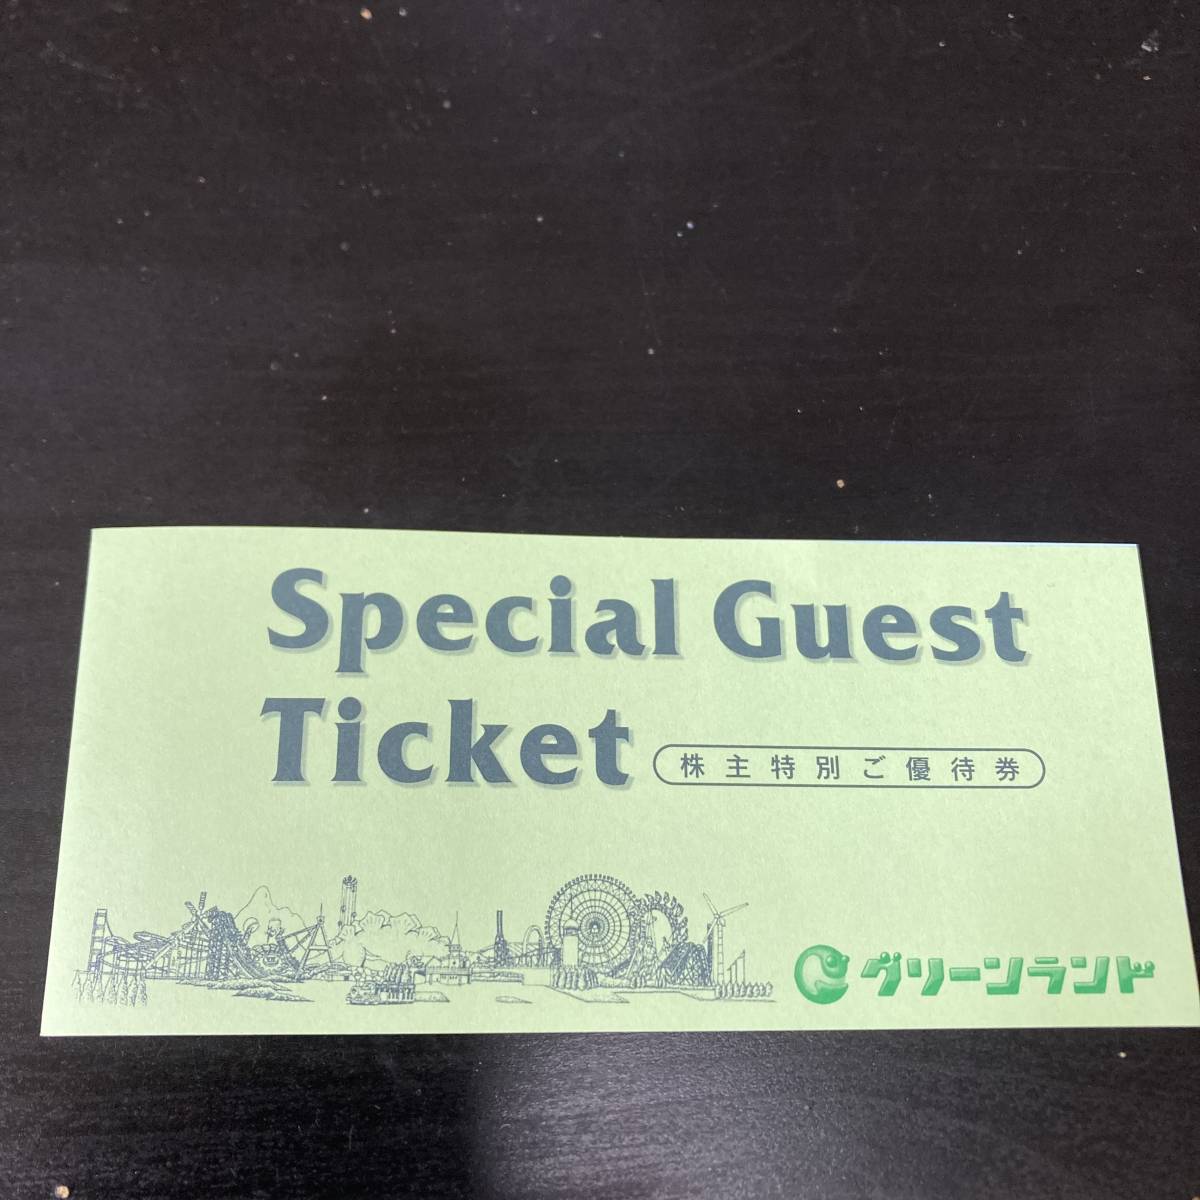 Special Guest
Ticket
株主特別ご優待券
グリーンランド